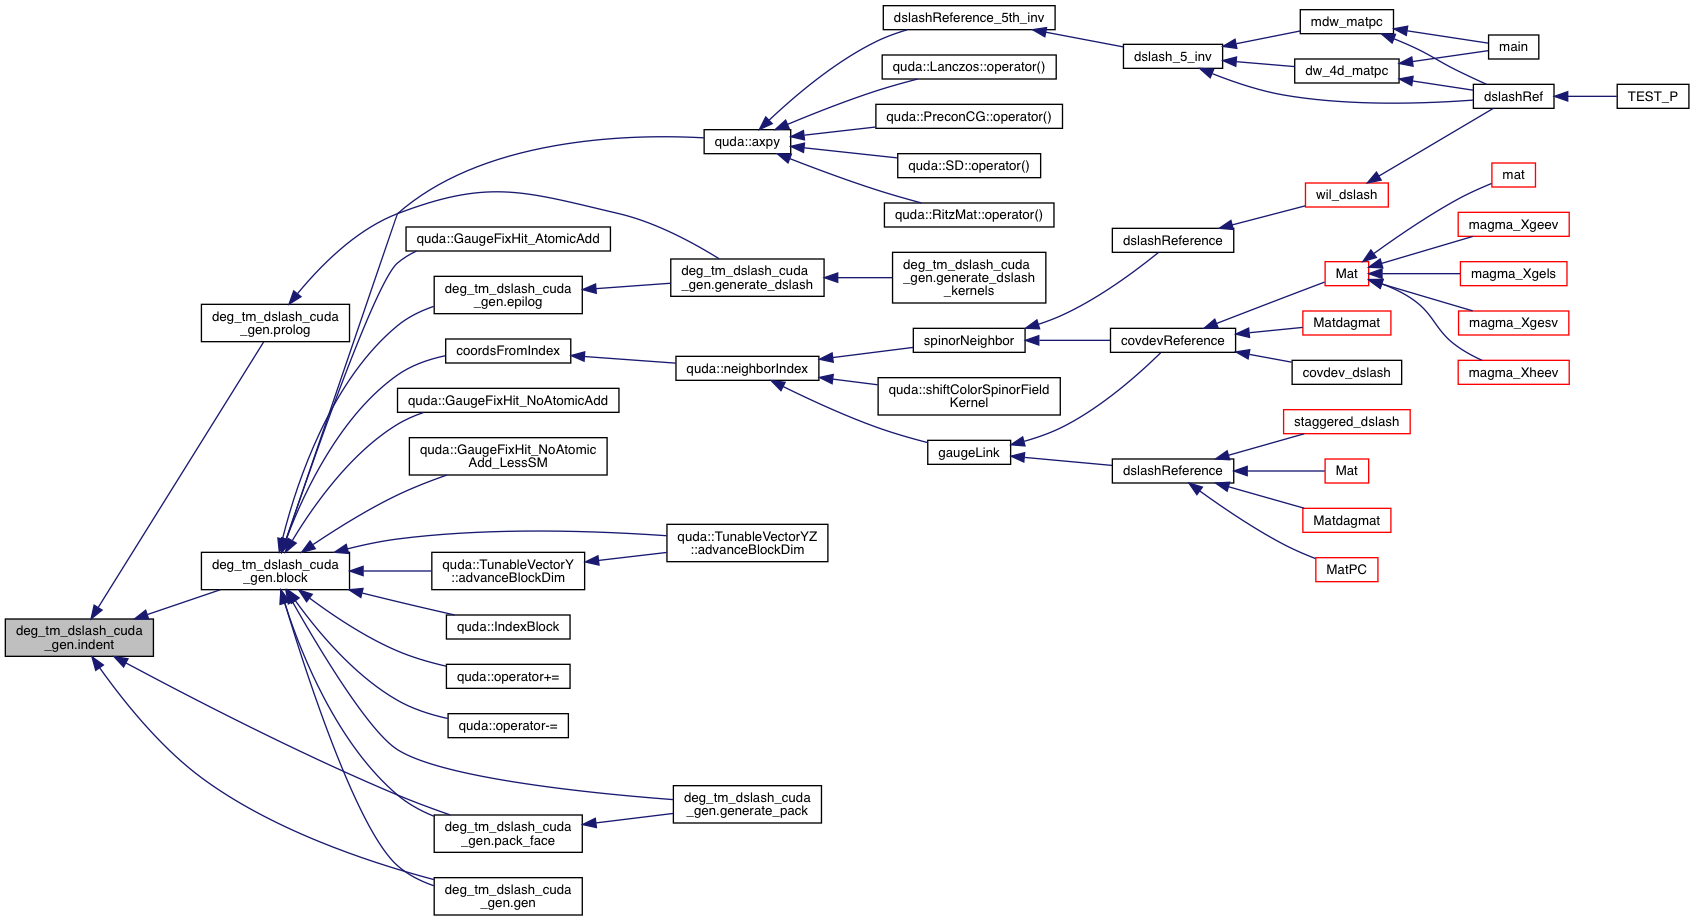 deg_tm_dslash_cuda
_gen.indent
deg_tm_dslash_cuda
_gen.prolog
deg_tm_dslash_cuda
_gen.block
quda::axpy
quda::GaugeFixHit_AtomicAdd
deg_tm_dslash_cuda
_gen.epilog
coordsFromIndex
quda::GaugeFixHit_NoAtomicAdd
quda::GaugeFixHit_NoAtomic
Add_LessSM
quda::TunableVectorY
::advanceBlockDim
quda::IndexBlock
quda::operator+=
quda::operator-=
deg_tm_dslash_cuda
_gen.pack_face
deg_tm_dslash_cuda
_gen.gen
deg_tm_dslash_cuda
_gen.generate_dslash
quda::neighborIndex
quda::TunableVectorYZ
::advanceBlockDim
deg_tm_dslash_cuda
_gen.generate_pack
dslashReference_5th_inv
quda::Lanczos::operator()
quda::PreconCG::operator()
quda::SD::operator()
quda::RitzMat::operator()
deg_tm_dslash_cuda
_gen.generate_dslash
_kernels
spinorNeighbor
quda::shiftColorSpinorField
Kernel
gaugeLink
dslash_5_inv
dslashReference
covdevReference
dslashReference
mdw_matpc
dw_4d_matpc
wil_dslash
Mat
Matdagmat
covdev_dslash
staggered_dslash
Mat
Matdagmat
MatPC
main
dslashRef
mat
magma_Xgeev
magma_Xgels
magma_Xgesv
magma_Xheev
TEST_P